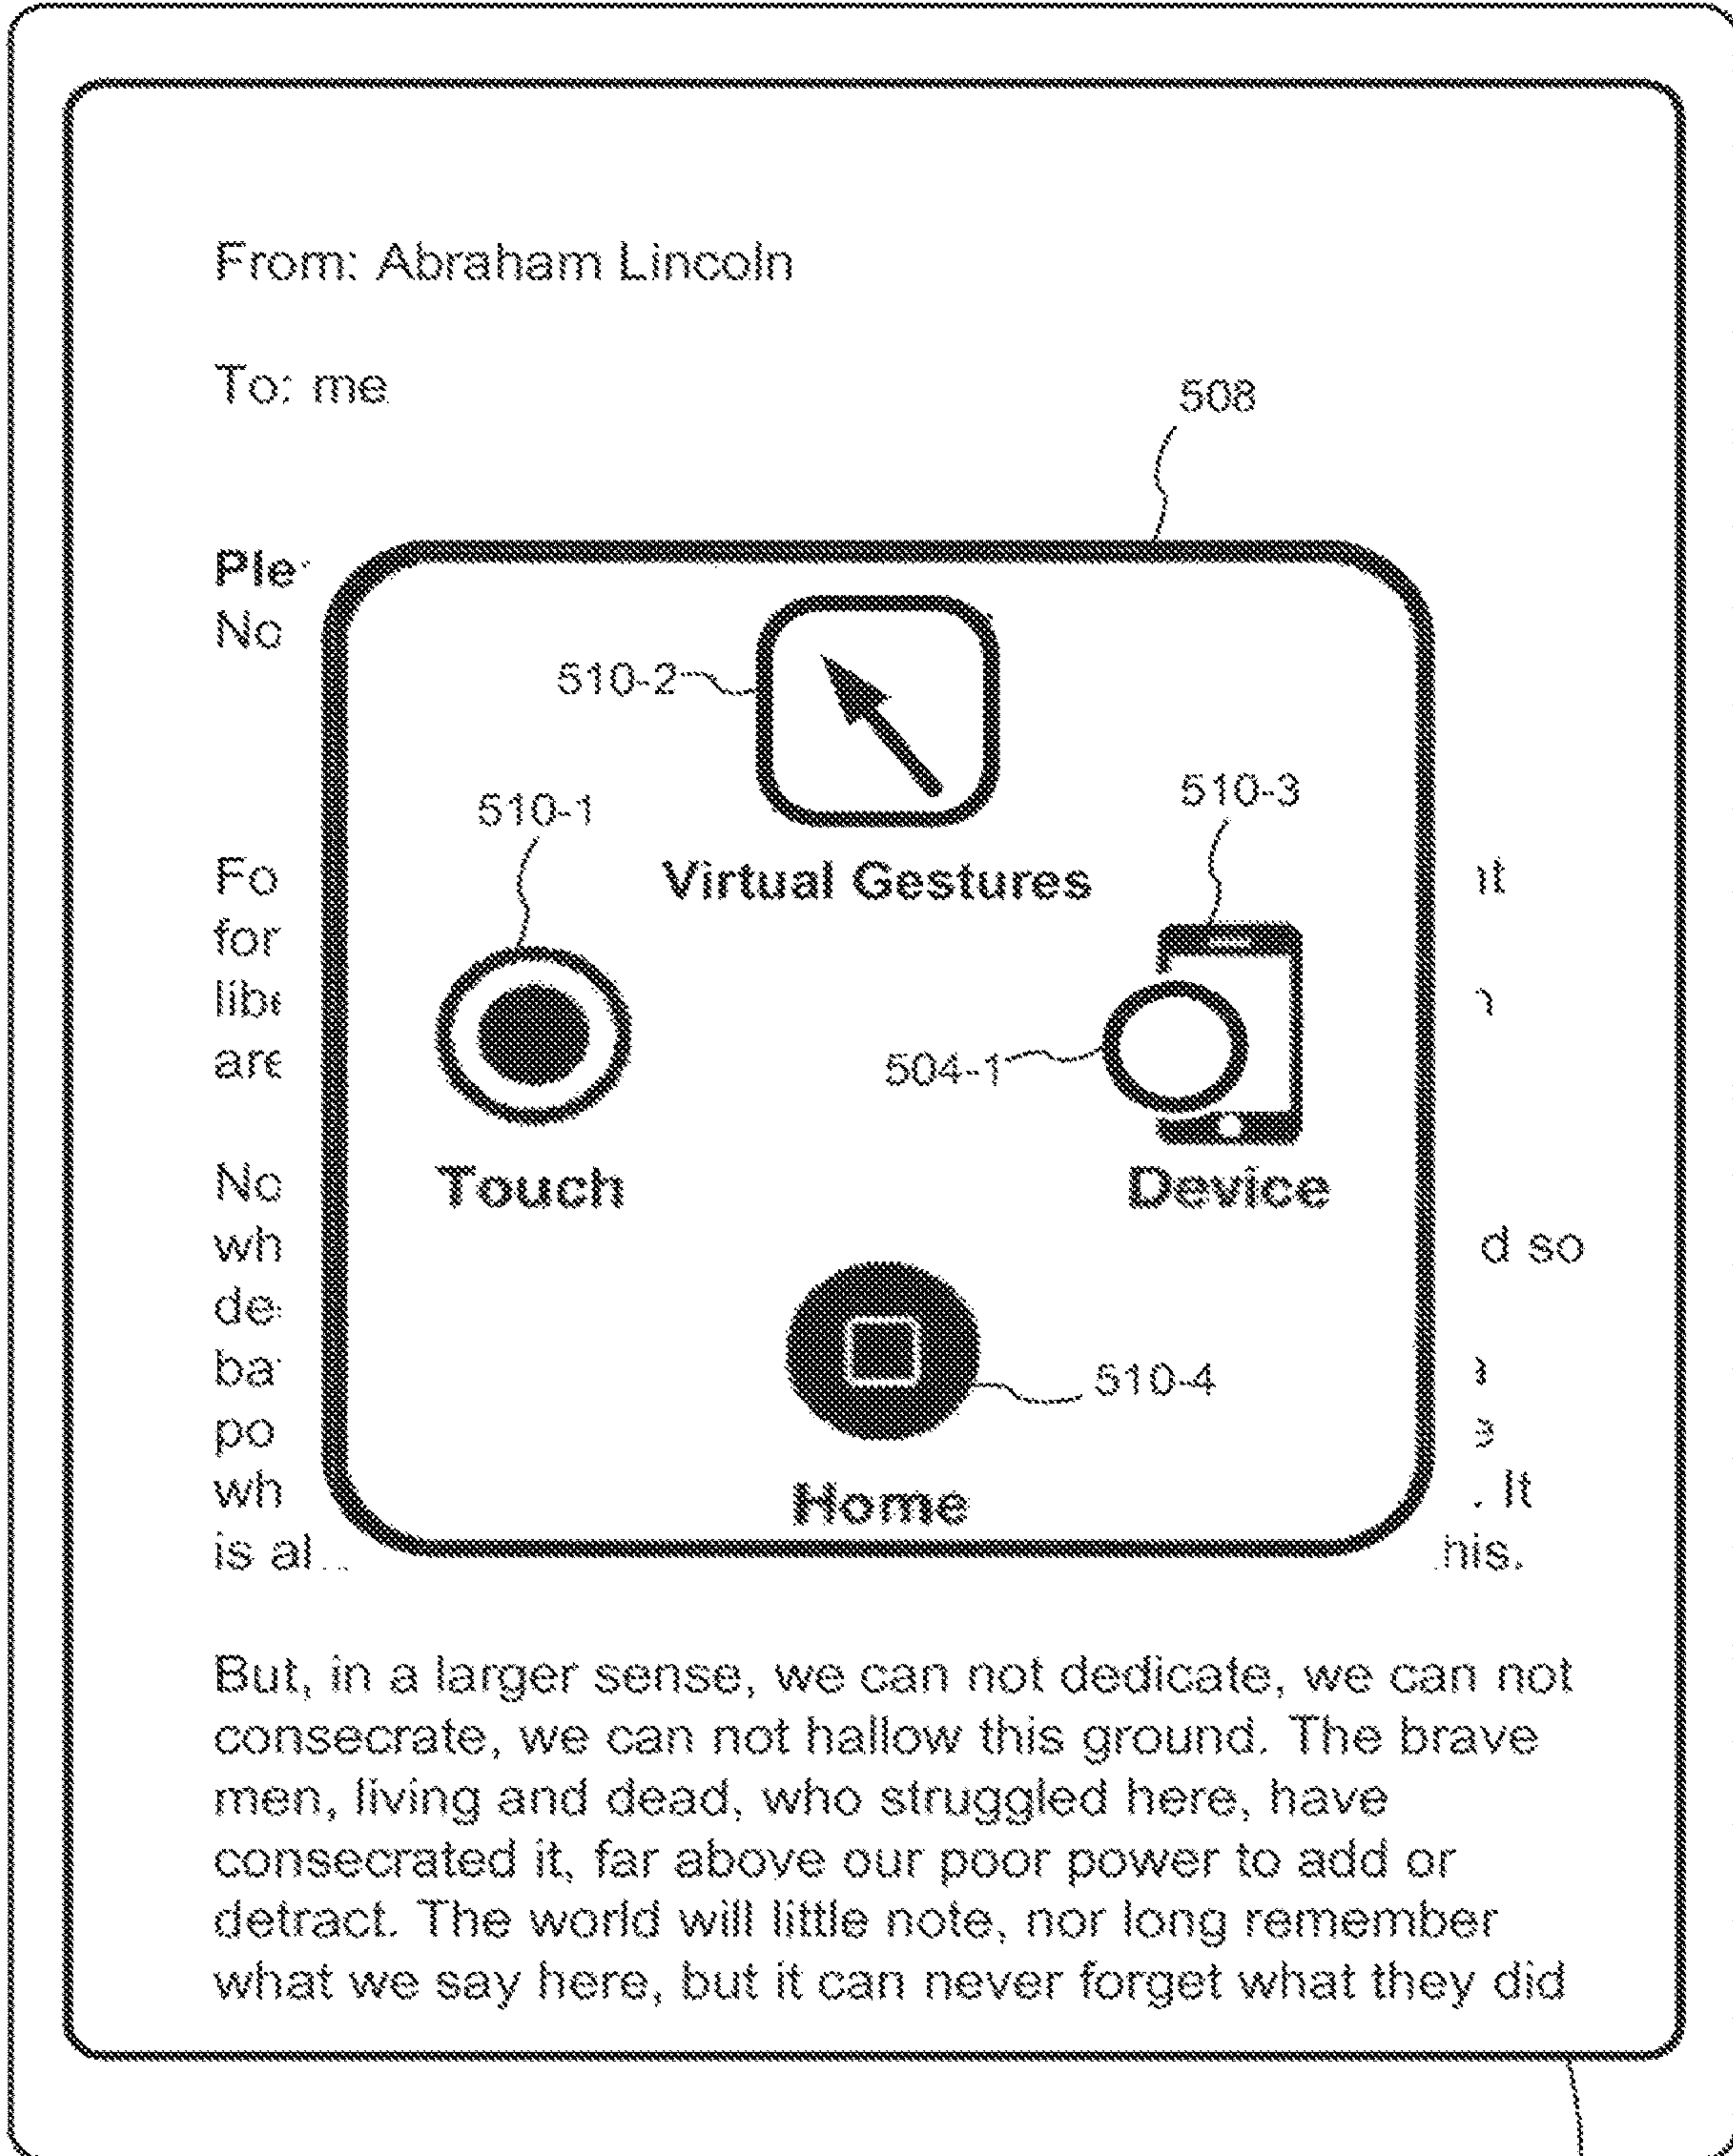 From: Abraham Lincoln
To: me
508
Ple
No
510-2
510-1
510-3
Virtual Gestures
Fo
for
are
504-1
No
Touch
Device
wh
d so
de
ba
po
510-4
wh
. It
Home
is al
his.
But, in a larger sense, we can not dedicate, we can not
consecrate, we can not hallow this ground. The brave
men, living and dead, who struggled here, have
consecrated it, far above our poor power to add or
detract. The world will little note, nor long remember
what we say here, but it can never forget what they did